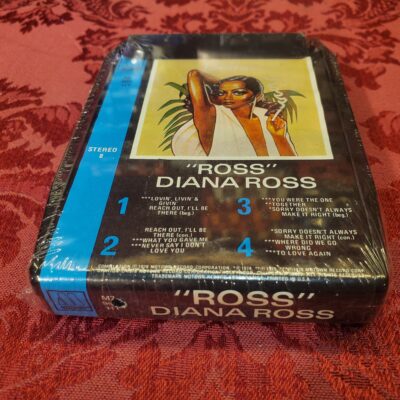 STEREO
8
"ROSS"
DIANA ROSS
1
***LOVIN', LIVIN' &
GIVIN'
REACH OUT, I'LL BE
THERE (beg.)
2
REACH OUT, I'LL BE
THERE (con.)
***WHAT YOU GAVE ME
***NEVER SAY I DON'T
LOVE YOU
3
***YOU WERE THE ONE
**TOGETHER
*SORRY DOESN'T ALWAYS
MAKE IT RIGHT (beg.)
4
*SORRY DOESN'T ALWAYS
MAKE IT RIGHT (con.)
***WHERE DID WE GO
WRONG
***TO LOVE AGAIN
"ROSS"
DIANA ROSS